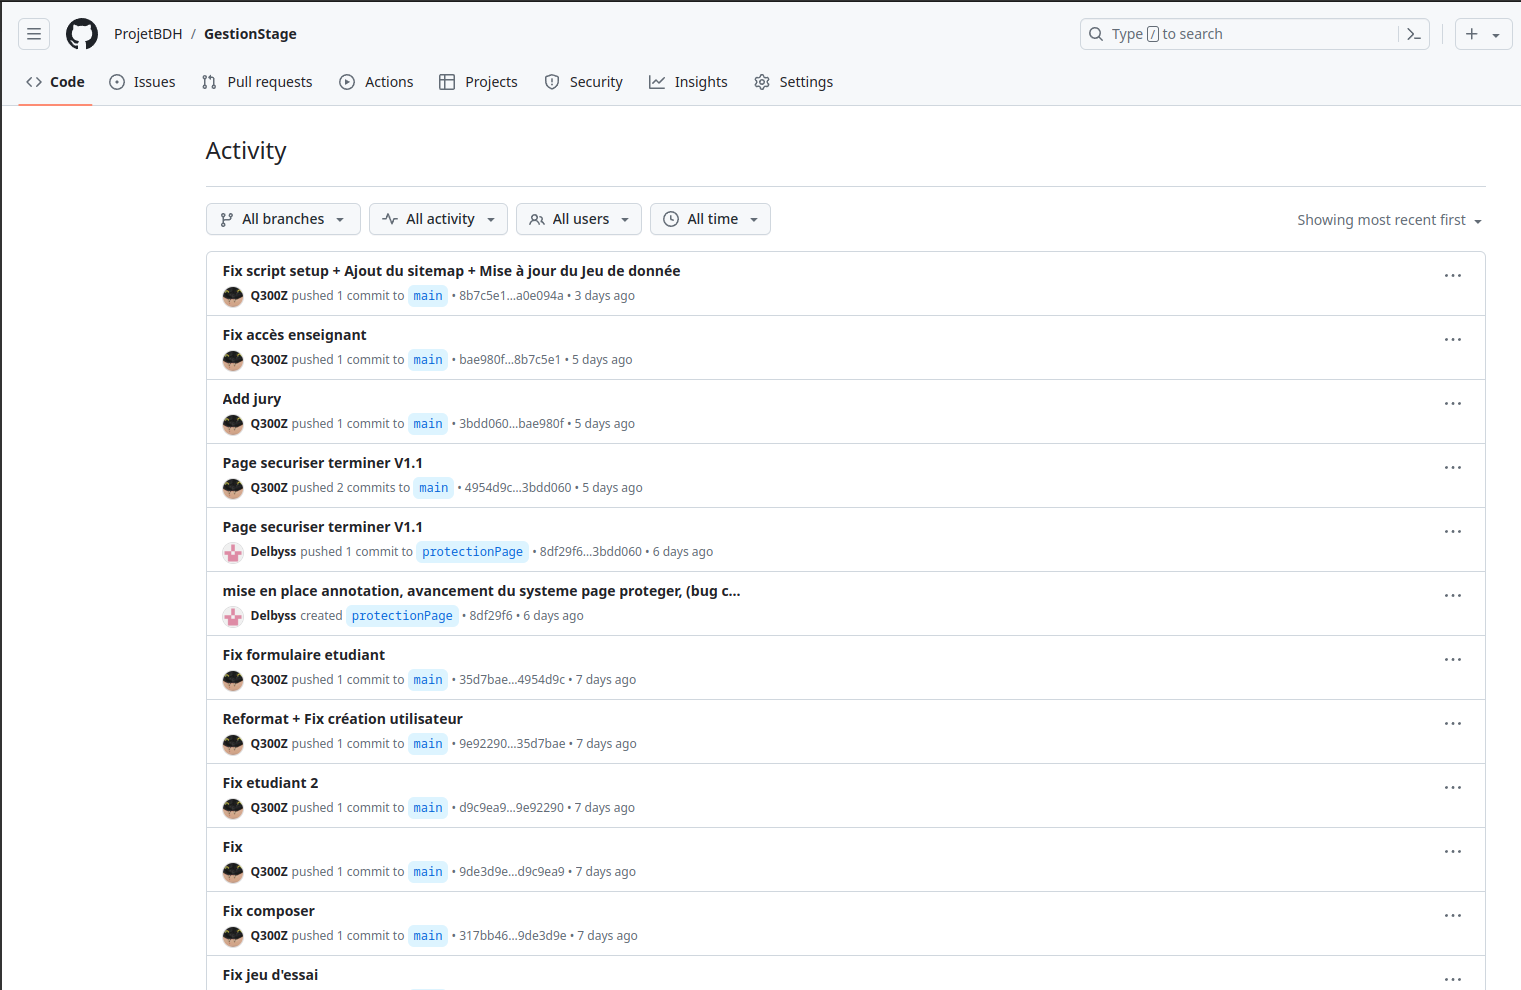 ProjetBDH / GestionStage
Type / to search
Code Issues Pull requests Actions Projects Security Insights Settings
Activity
All branches All activity All users All time Showing most recent first
Fix script setup + Ajout du sitemap + Mise à jour du Jeu de donnée
Q300Z pushed 1 commit to main • 8b7c5e1...a0e094a • 3 days ago
Fix accès enseignant
Q300Z pushed 1 commit to main • bae980f...8b7c5e1 • 5 days ago
Add jury
Q300Z pushed 1 commit to main • 3bdd060...bae980f • 5 days ago
Page securiser terminer V1.1
Q300Z pushed 2 commits to main • 4954d9c...3bdd060 • 5 days ago
Page securiser terminer V1.1
Delbyss pushed 1 commit to protectionPage • 8df29f6...3bdd060 • 6 days ago
mise en place annotation, avancement du systeme page proteger, (bug c...
Delbyss created protectionPage • 8df29f6 • 6 days ago
Fix formulaire etudiant
Q300Z pushed 1 commit to main • 35d7bae...4954d9c • 7 days ago
Reformat + Fix création utilisateur
Q300Z pushed 1 commit to main • 9e92290...35d7bae • 7 days ago
Fix etudiant 2
Q300Z pushed 1 commit to main • d9c9ea9...9e92290 • 7 days ago
Fix
Q300Z pushed 1 commit to main • 9de3d9e...d9c9ea9 • 7 days ago
Fix composer
Q300Z pushed 1 commit to main • 317bb46...9de3d9e • 7 days ago
Fix jeu d'essai